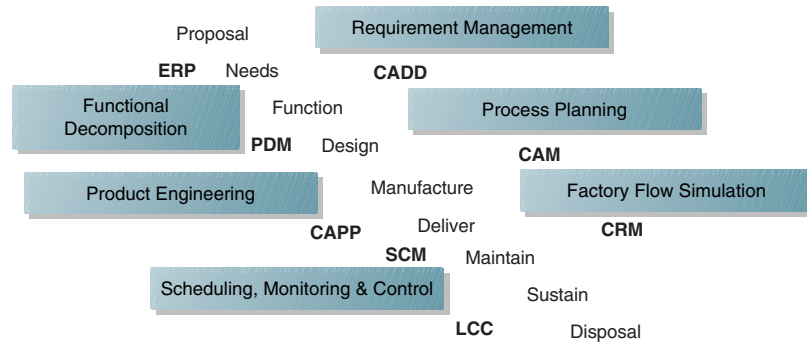 Requirement Management
Proposal
ERP Needs CADD
Functional
Decomposition
Function
Process Planning
PDM Design
CAM
Product Engineering
Manufacture
Factory Flow Simulation
CAPP
Deliver
CRM
SCM Maintain
Scheduling, Monitoring & Control
Sustain
LCC Disposal